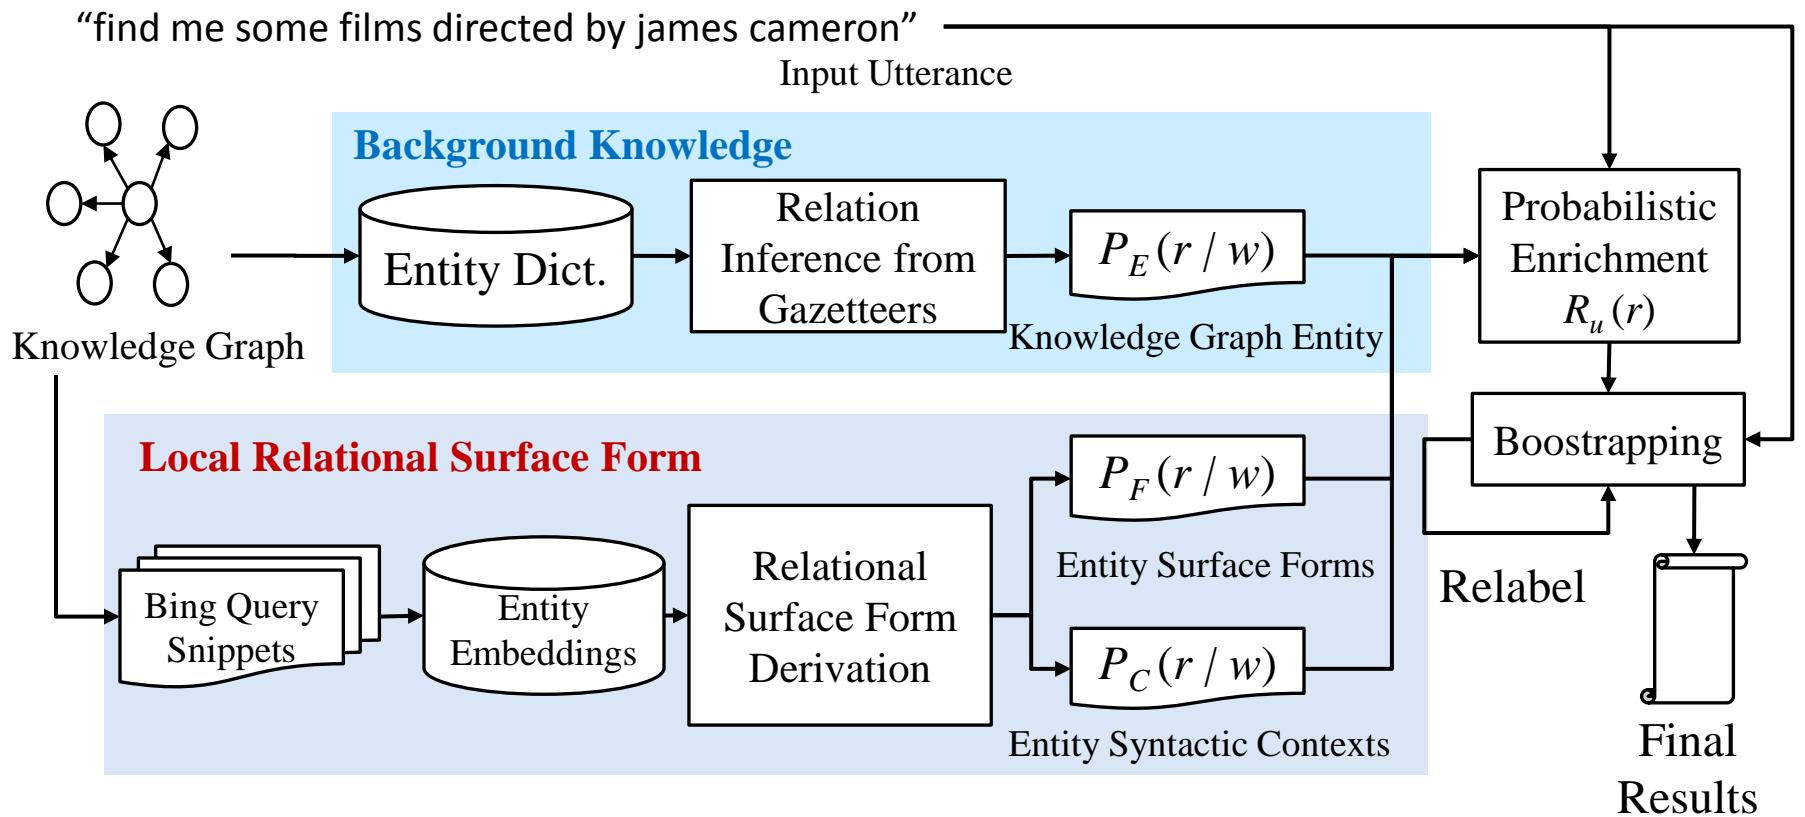 “find me some films directed by james cameron”
Input Utterance
Background Knowledge
Entity Dict.
Relation
Inference from
Gazetteers
P_E(r / w)
Knowledge Graph Entity
Probabilistic
Enrichment
R_u(r)
Knowledge Graph
Local Relational Surface Form
Bing Query
Snippets
Entity
Embeddings
Relational
Surface Form
Derivation
P_F(r / w)
Entity Surface Forms
P_C(r / w)
Entity Syntactic Contexts
Boostrapping
Relabel
Final
Results